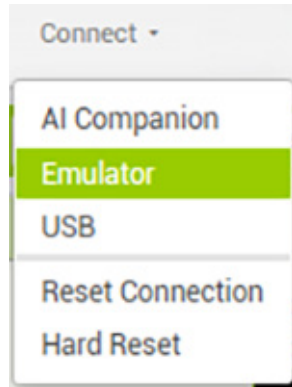 Connect
AI Companion
Emulator
USB
Reset Connection
Hard Reset